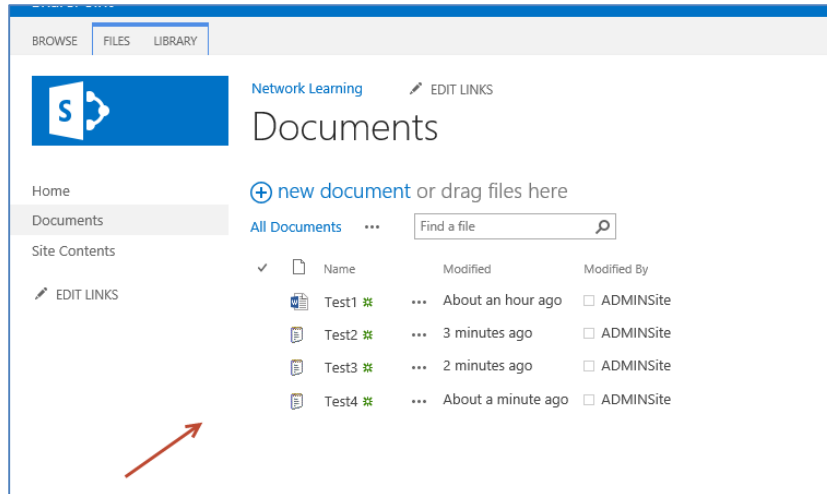 BROWSE FILES LIBRARY
S
Network Learning EDIT LINKS
Documents
Home
Documents
Site Contents
EDIT LINKS
new document or drag files here
All Documents ... Find a file
Name Modified Modified By
Test1 ... About an hour ago ADMINSite
Test2 ... 3 minutes ago ADMINSite
Test3 ... 2 minutes ago ADMINSite
Test4 ... About a minute ago ADMINSite